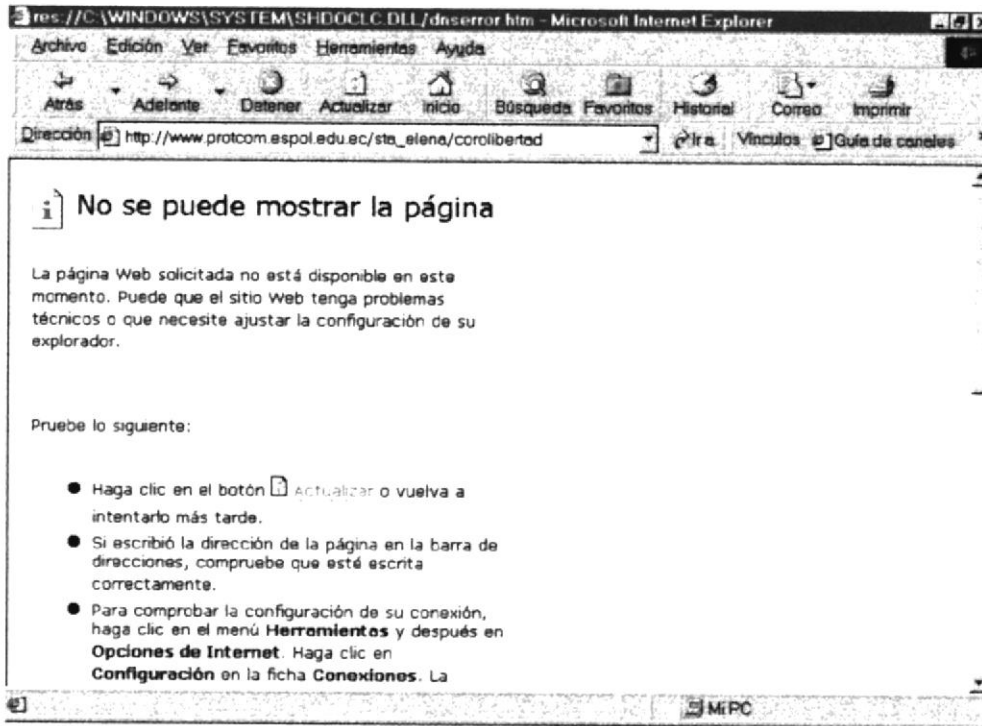 res://C:\WINDOWS\SYSTEM\SHDOCLC.DLL/dnserror.htm - Microsoft Internet Explorer
Archivo Edición Ver Favoritos Herramientas Ayuda
Atrás Adelante Detener Actualizar Inicio Búsqueda Favoritos Historial Correo Imprimir
Dirección http://www.protcom.espol.edu.ec/sta_elena/corolibertad Ir a Vínculos Guía de canales
No se puede mostrar la página
La página Web solicitada no está disponible en este
momento. Puede que el sitio Web tenga problemas
técnicos o que necesite ajustar la configuración de su
explorador.
Pruebe lo siguiente:
● Haga clic en el botón Actualizar o vuelva a
intentarlo más tarde.
● Si escribió la dirección de la página en la barra de
direcciones, compruebe que esté escrita
correctamente.
● Para comprobar la configuración de su conexión,
haga clic en el menú Herramientas y después en
Opciones de Internet. Haga clic en
Configuración en la ficha Conexiones. La
Mi PC